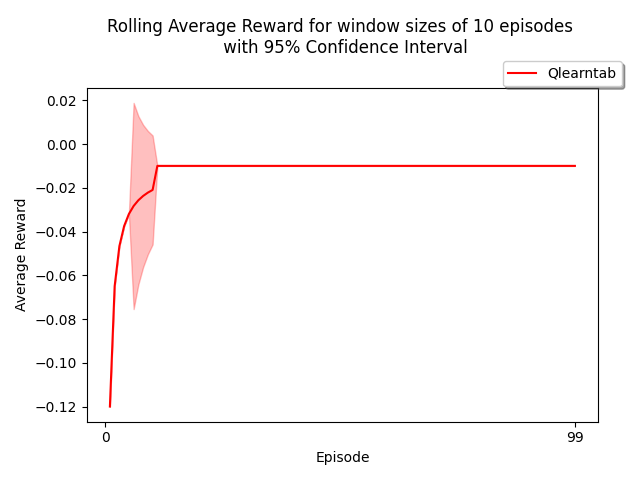 Rolling Average Reward for window sizes of 10 episodes
with 95% Confidence Interval
Qlearntab
0.02
0.00
−0.02
−0.04
−0.06
−0.08
−0.10
−0.12
Average Reward
0
99
Episode